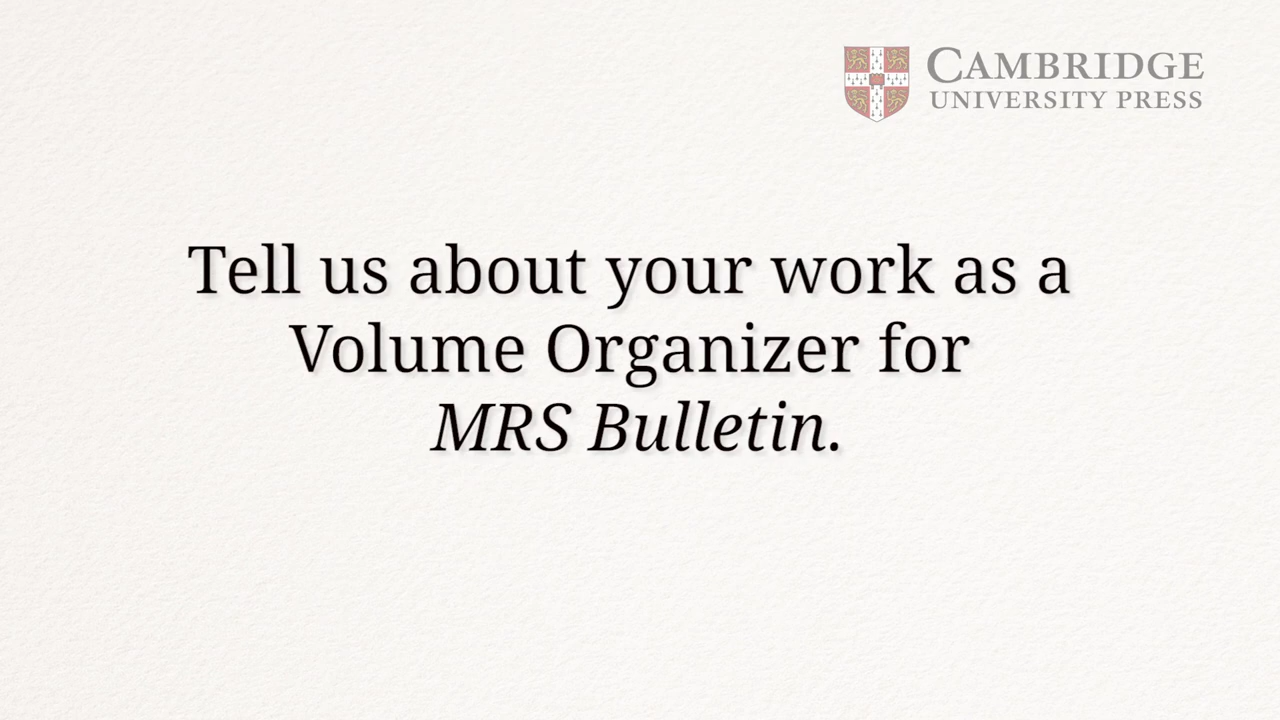 CAMBRIDGE
UNIVERSITY PRESS
Tell us about your work as a
Volume Organizer for
MRS Bulletin.